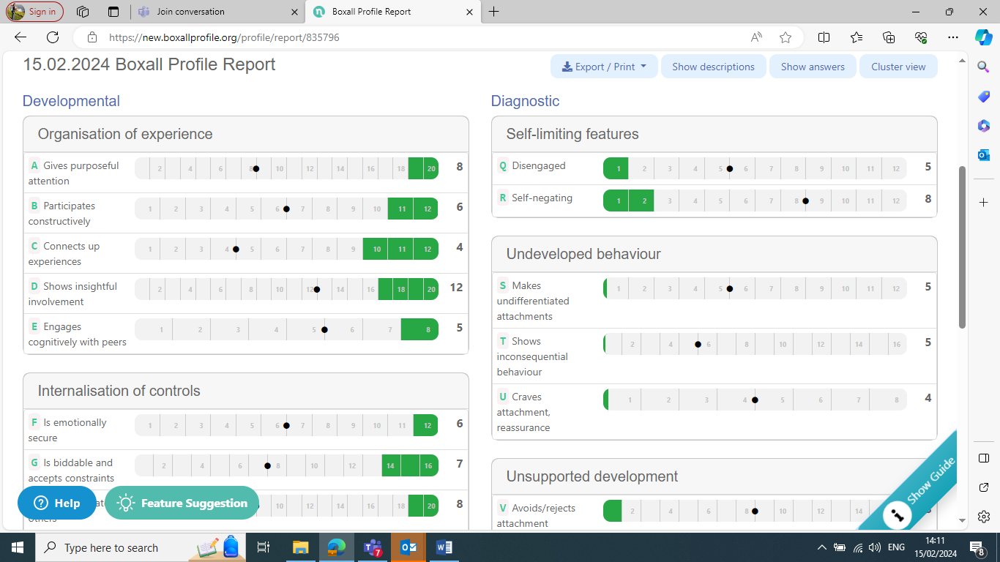 Sign in
Join conversation
Boxall Profile Report
https://new.boxallprofile.org/profile/report/835796
15.02.2024 Boxall Profile Report
Export / Print
Show descriptions
Show answers
Cluster view
Developmental
Organisation of experience
A Gives purposeful
attention
2 4 6 8 10 12 14 16 18 20
8
B Participates
constructively
1 2 3 4 5 6 7 8 9 10 11 12
6
C Connects up
experiences
1 2 3 4 5 6 7 8 9 10 11 12
4
D Shows insightful
involvement
2 4 6 8 10 12 14 16 18 20
12
E Engages
cognitively with peers
1 2 3 4 5 6 7 8
5
Internalisation of controls
F Is emotionally
secure
1 2 3 4 5 6 7 8 9 10 11 12
6
G Is biddable and
accepts constraints
2 4 6 8 10 12 14 16
7
10 12 14 16 18 20
8
others
Diagnostic
Self-limiting features
Q Disengaged
1 2 3 4 5 6 7 8 9 10 11 12
5
R Self-negating
1 2 3 4 5 6 7 8 9 10 11 12
8
Undeveloped behaviour
S Makes
undifferentiated
attachments
1 2 3 4 5 6 7 8 9 10 11 12
5
T Shows
inconsequential
behaviour
2 4 6 8 10 12 14 16
5
U Craves
attachment,
reassurance
1 2 3 4 5 6 7 8
4
Unsupported development
V Avoids/rejects
attachment
2 4 6 8 10 12 14
Show Guide
Help
Feature Suggestion
Type here to search
7
ENG
14:11
15/02/2024
8